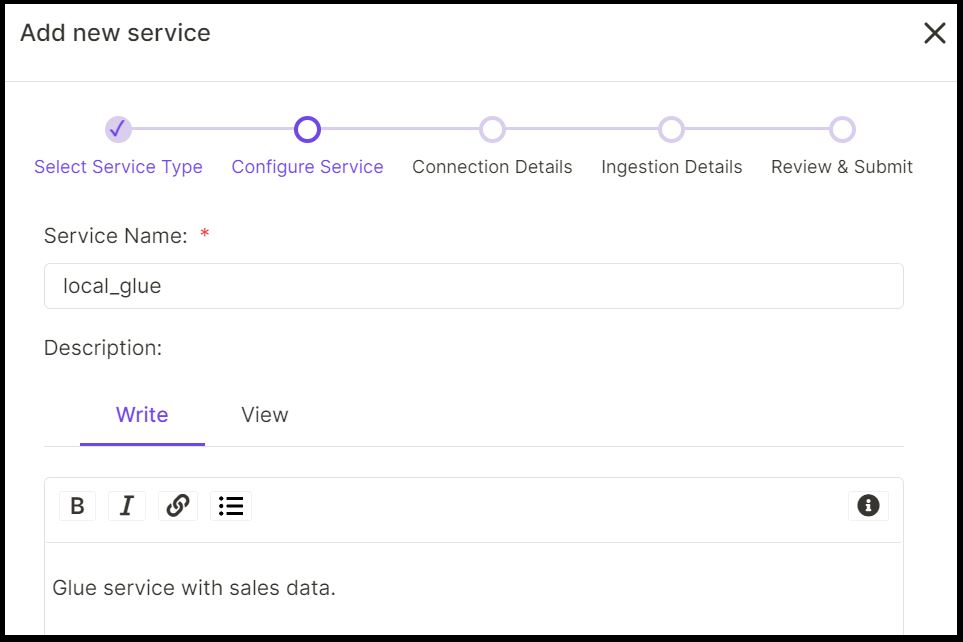 Add new service
Select Service Type Configure Service Connection Details Ingestion Details Review & Submit
Service Name: *
local_glue
Description:
Write View
B I
Glue service with sales data.